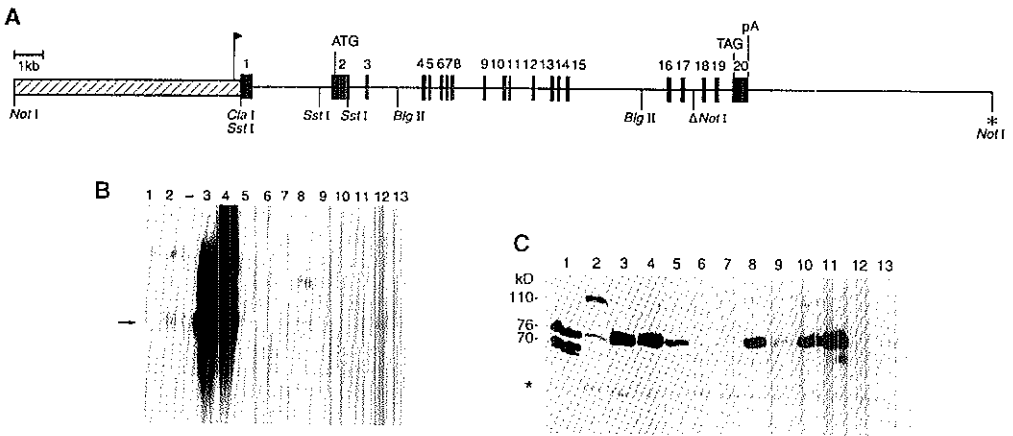 A
1kb
ATG
TAG
pA
1 2 3 4 5 6 7 8 9 10 11 12 13 14 15 16 17 18 19 20
Not I
Cla I
Sst I
Sst I
Sst I
Blg II
Blg II
Δ Not I
*
Not I
B
1 2 – 3 4 5 6 7 8 9 10 11 12 13
C
1 2 3 4 5 6 7 8 9 10 11 12 13
kD
110-
76-
70-
*